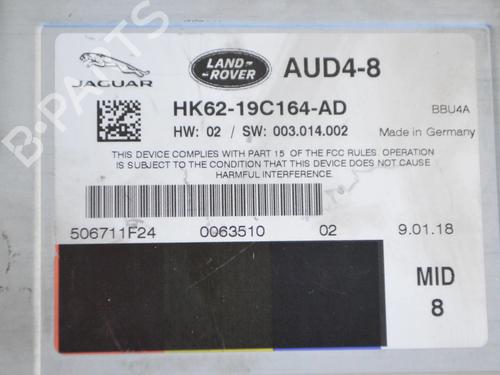 JAGUAR
LAND
ROVER
AUD4-8
HK62-19C164-AD
BBU4A
HW: 02 / SW: 003.014.002
Made in Germany
THIS DEVICE COMPLIES WITH PART 15 OF THE FCC RULES OPERATION
IS SUBJECT TO THE CONDITION THAT THIS DEVICE DOES NOT CAUSE
HARMFUL INTERFERENCE.
506711F24 0063510 02 9.01.18
MID
8
B-PARTS